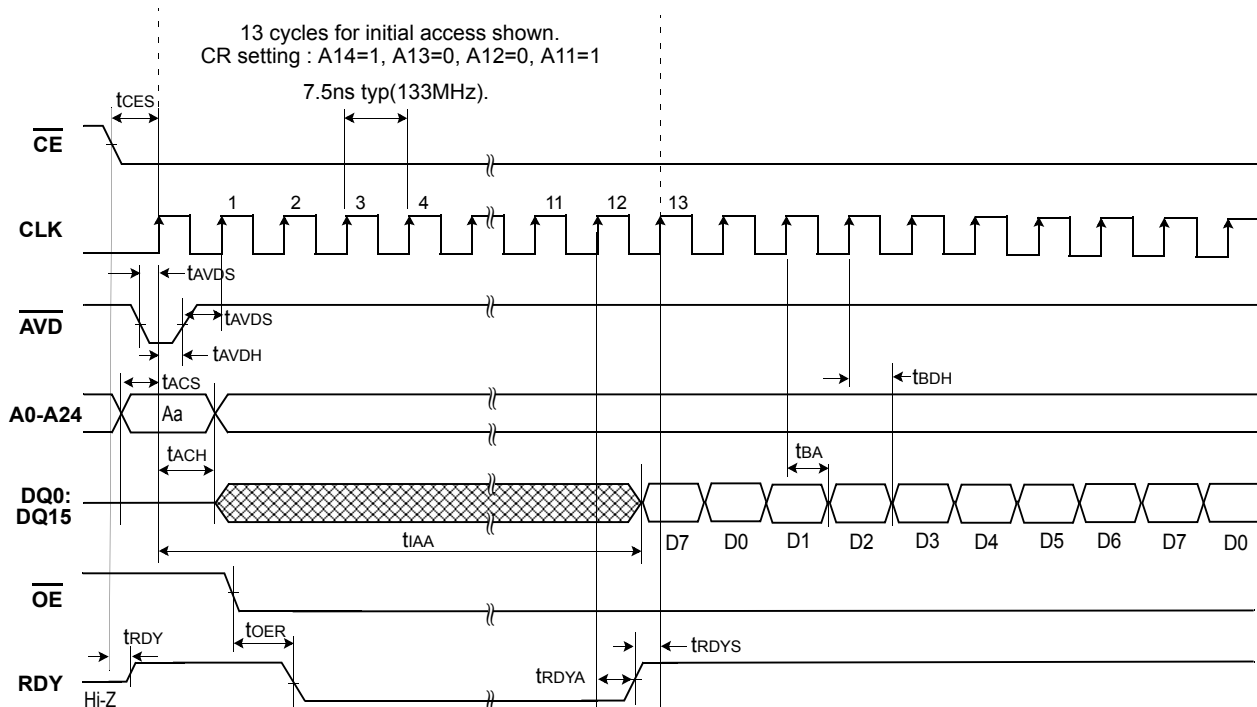 13 cycles for initial access shown.
CR setting : A14=1, A13=0, A12=0, A11=1
7.5ns typ(133MHz).
tCES
CE
1 2 3 4 11 12 13
CLK
tAVDS
AVD
tAVDS
tAVDH
tBDH
tACS
A0-A24
Aa
tACH
tBA
DQ0:
DQ15
tIAA
D7 D0 D1 D2 D3 D4 D5 D6 D7 D0
OE
tOER
tRDY
tRDYS
tRDYA
RDY
Hi-Z